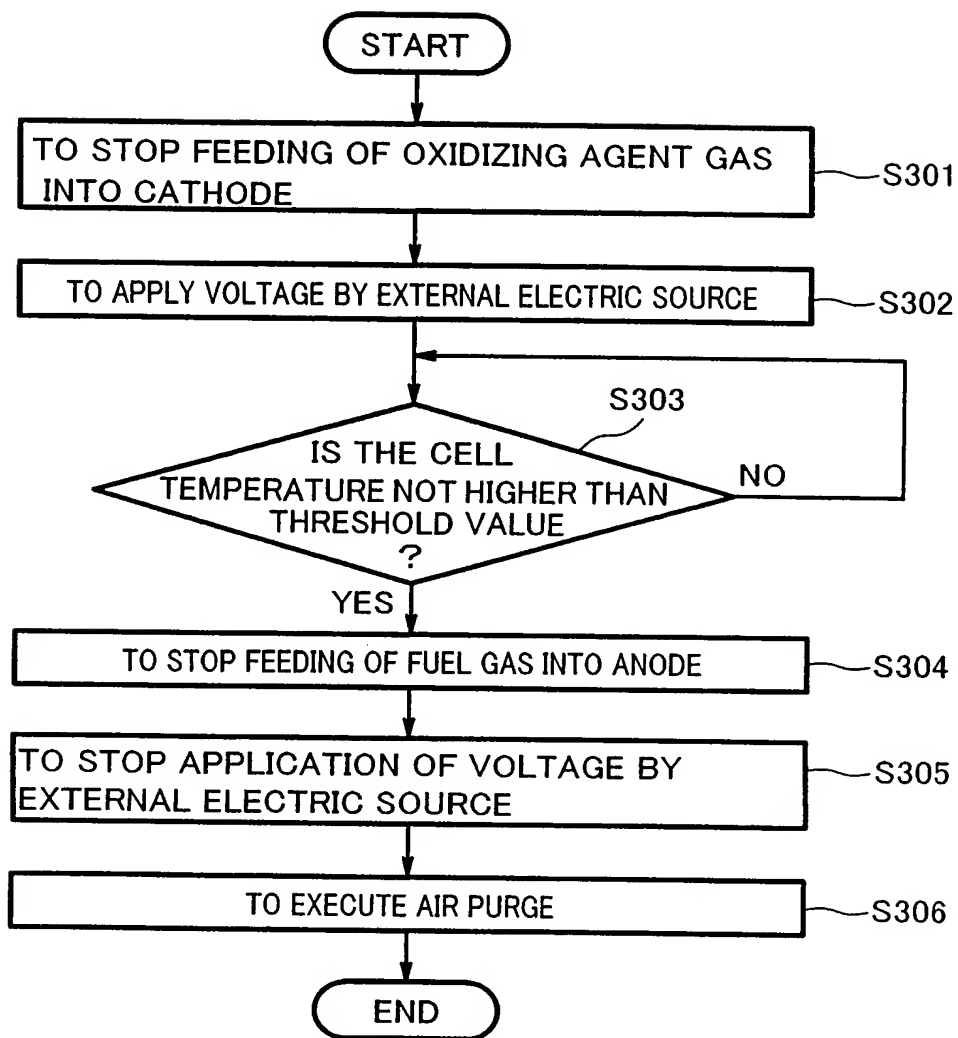 START
TO STOP FEEDING OF OXIDIZING AGENT GAS
INTO CATHODE
S301
TO APPLY VOLTAGE BY EXTERNAL ELECTRIC SOURCE
S302
S303
IS THE CELL
TEMPERATURE NOT HIGHER THAN
THRESHOLD VALUE
?
NO
YES
TO STOP FEEDING OF FUEL GAS INTO ANODE
S304
TO STOP APPLICATION OF VOLTAGE BY
EXTERNAL ELECTRIC SOURCE
S305
TO EXECUTE AIR PURGE
S306
END